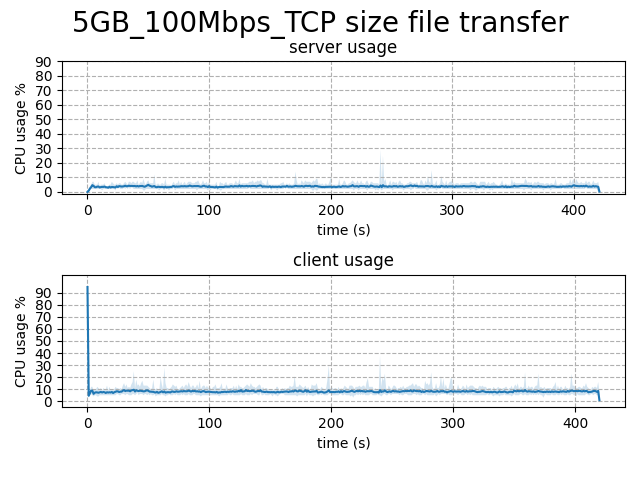 5GB_100Mbps_TCP size file transfer
server usage
CPU usage %
90
80
70
60
50
40
30
20
10
0
0 100 200 300 400
time (s)
client usage
CPU usage %
90
80
70
60
50
40
30
20
10
0
0 100 200 300 400
time (s)